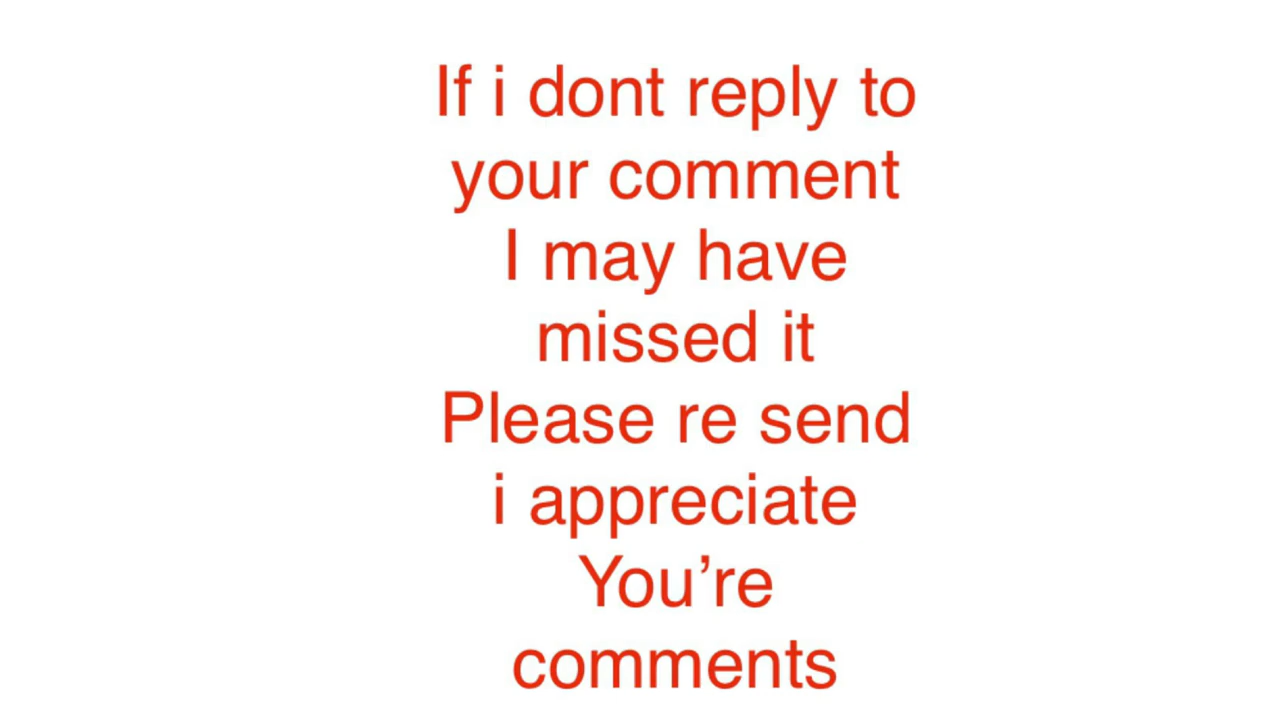 If i dont reply to
your comment
I may have
missed it
Please re send
i appreciate
You’re
comments